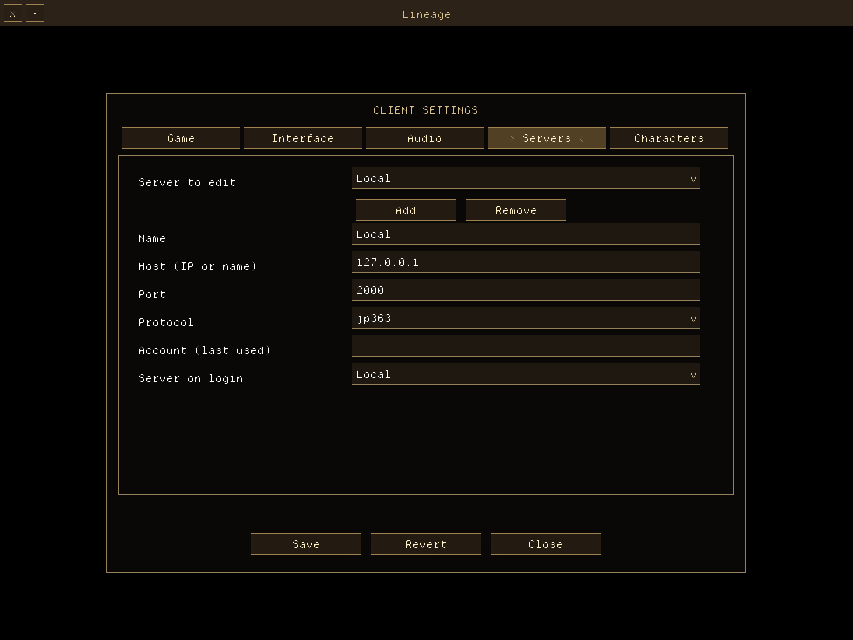 x - Lineage
CLIENT SETTINGS
Game Interface Audio > Servers < Characters
Server to edit Local v
Add Remove
Name Local
Host (IP or name) 127.0.0.1
Port 2000
Protocol jp363 v
Account (last used)
Server on login Local v
Save Revert Close